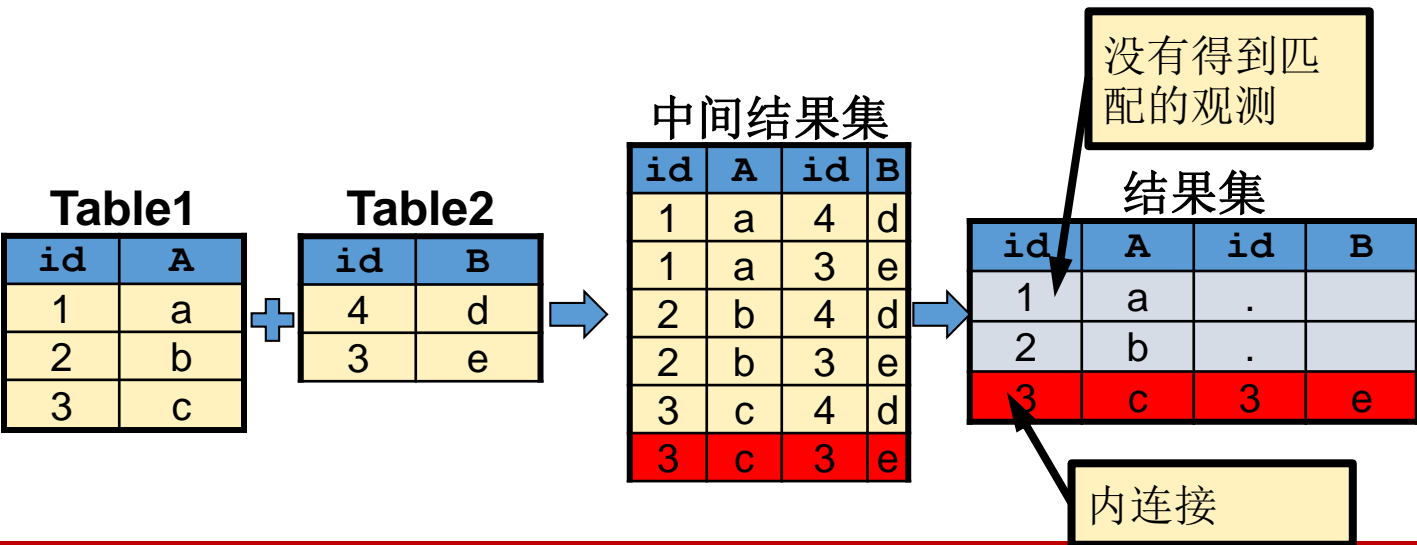 没有得到匹
配的观测
中间结果集
id A id B
1 a 4 d
1 a 3 e
2 b 4 d
2 b 3 e
3 c 4 d
3 c 3 e
Table1
id A
1 a
2 b
3 c
Table2
id B
4 d
3 e
结果集
id A id B
1 a .
2 b .
3 c 3 e
内连接